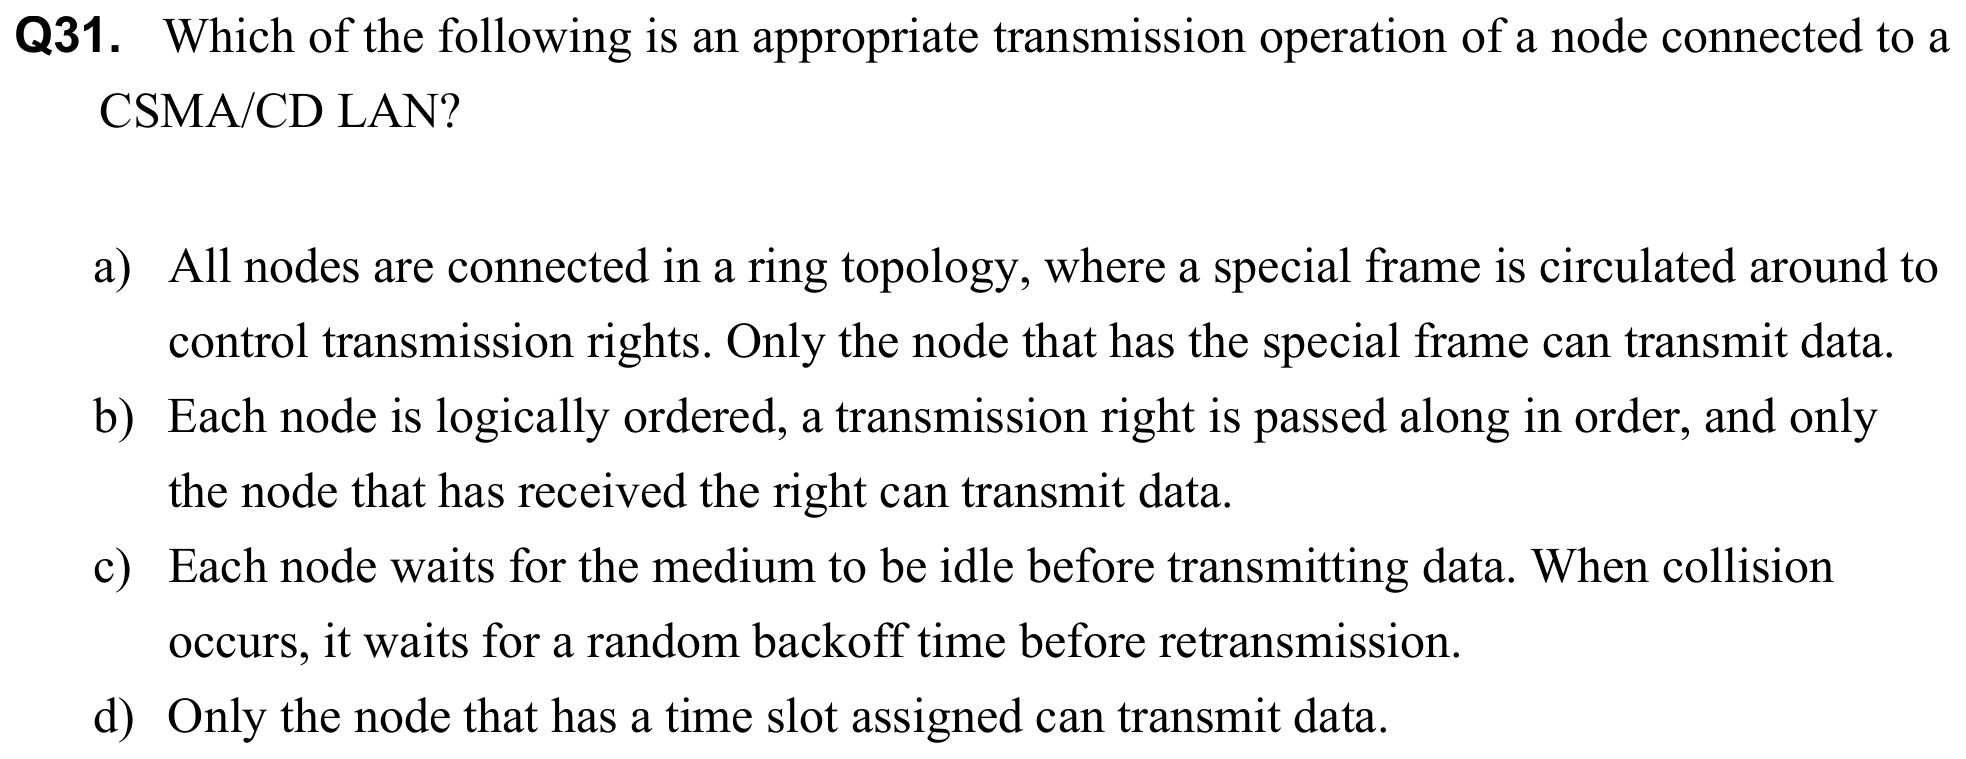 Q31. Which of the following is an appropriate transmission operation of a node connected to a
CSMA/CD LAN?
a) All nodes are connected in a ring topology, where a special frame is circulated around to
control transmission rights. Only the node that has the special frame can transmit data.
b) Each node is logically ordered, a transmission right is passed along in order, and only
the node that has received the right can transmit data.
c) Each node waits for the medium to be idle before transmitting data. When collision
occurs, it waits for a random backoff time before retransmission.
d) Only the node that has a time slot assigned can transmit data.